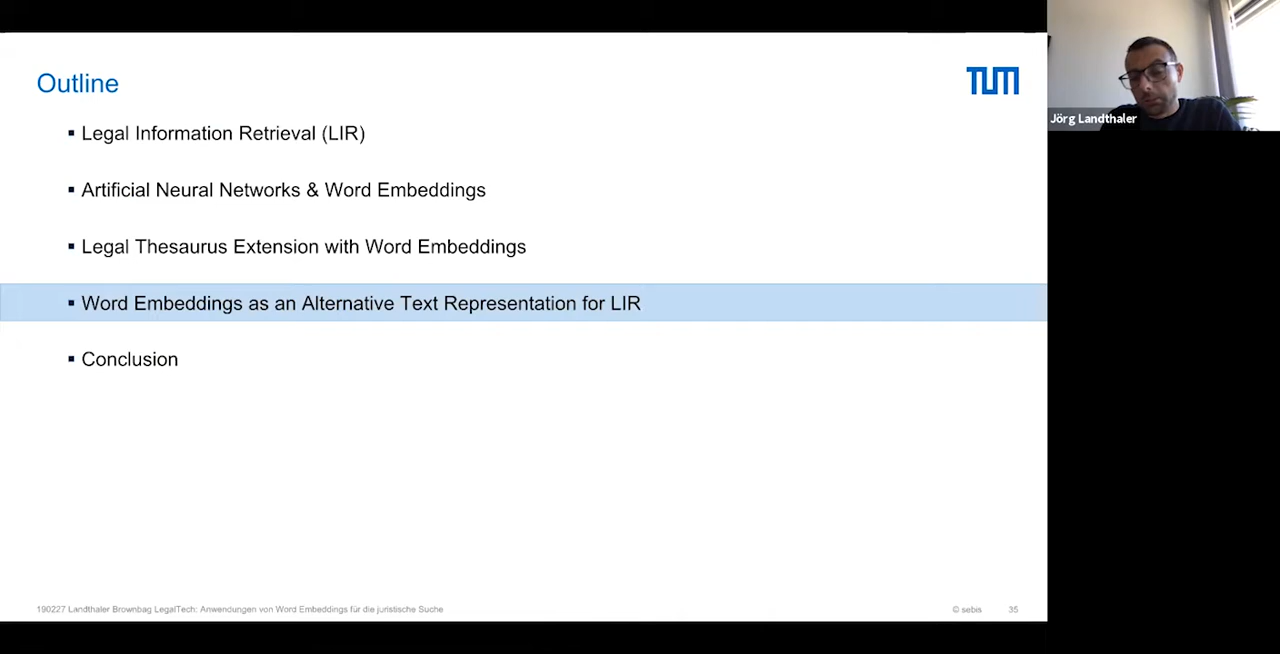 Outline
TUM
▪ Legal Information Retrieval (LIR)
▪ Artificial Neural Networks & Word Embeddings
▪ Legal Thesaurus Extension with Word Embeddings
▪ Word Embeddings as an Alternative Text Representation for LIR
▪ Conclusion
190227 Landthaler Brownbag LegalTech: Anwendungen von Word Embeddings für die juristische Suche
© sebis
35
Jörg Landthaler